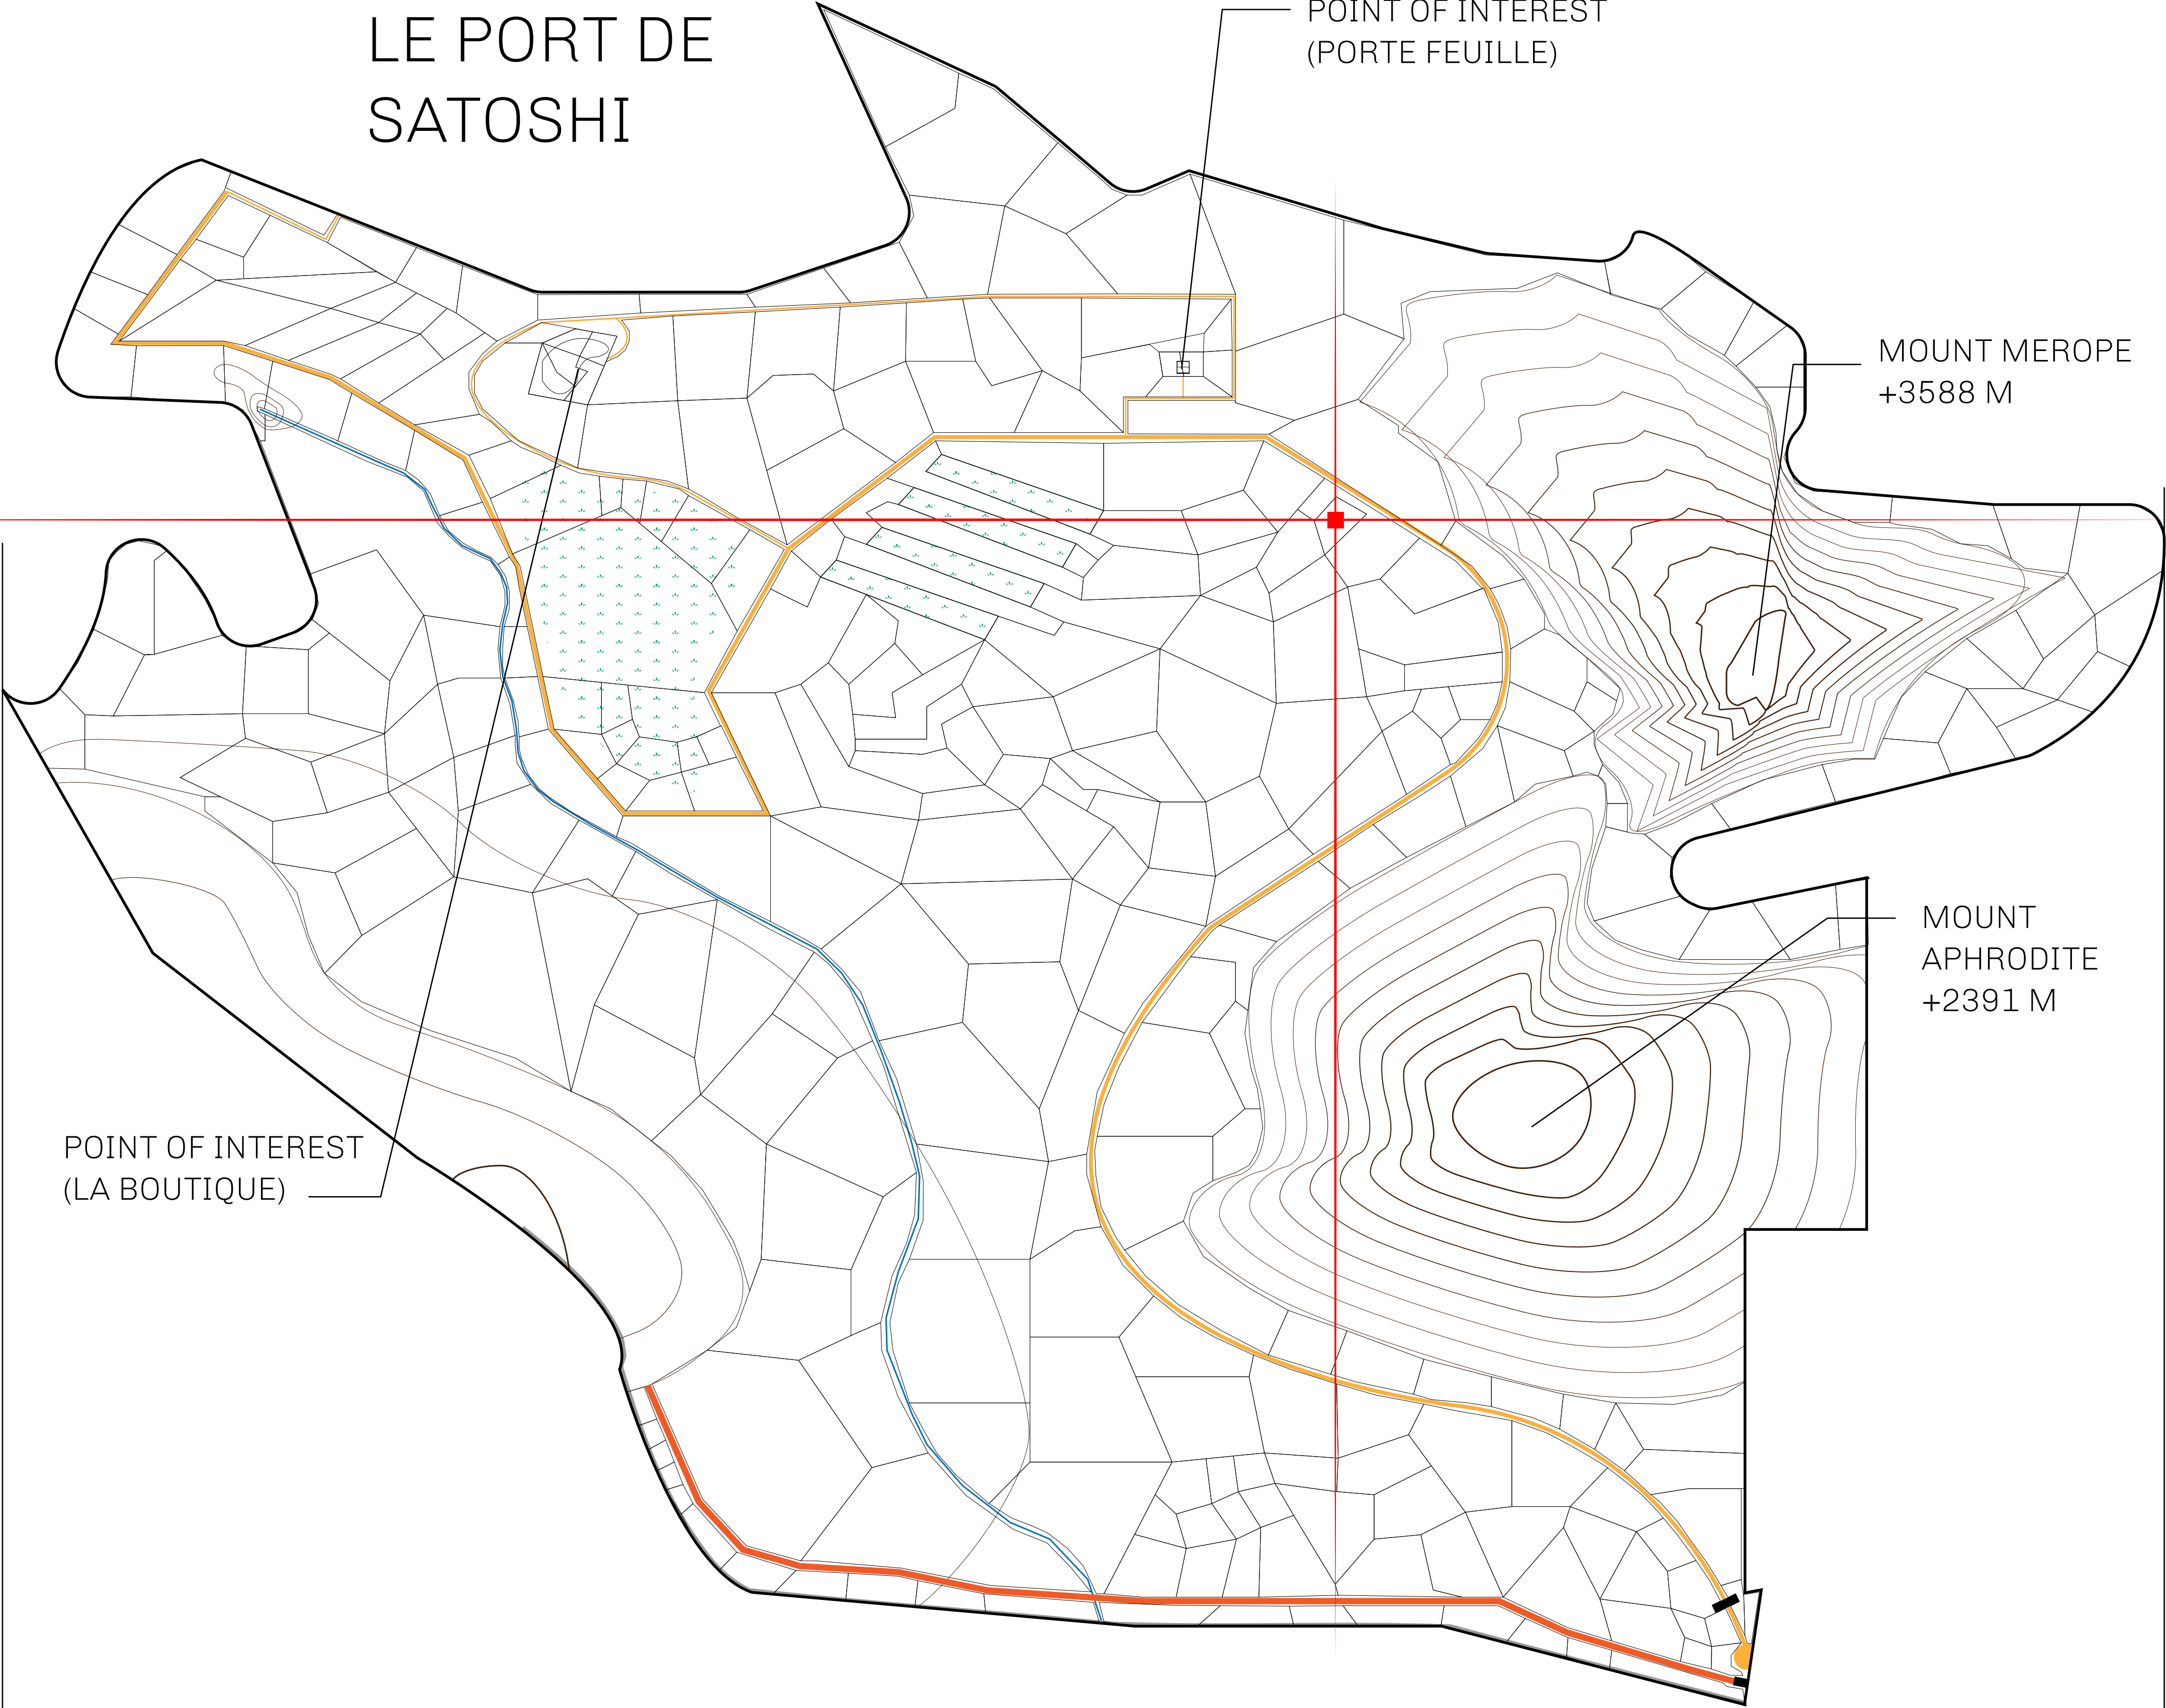 LE PORT DE
SATOSHI
POINT OF INTEREST
(PORTE FEUILLE)
MOUNT MEROPE
+3588 M
MOUNT
APHRODITE
+2391 M
POINT OF INTEREST
(LA BOUTIQUE)